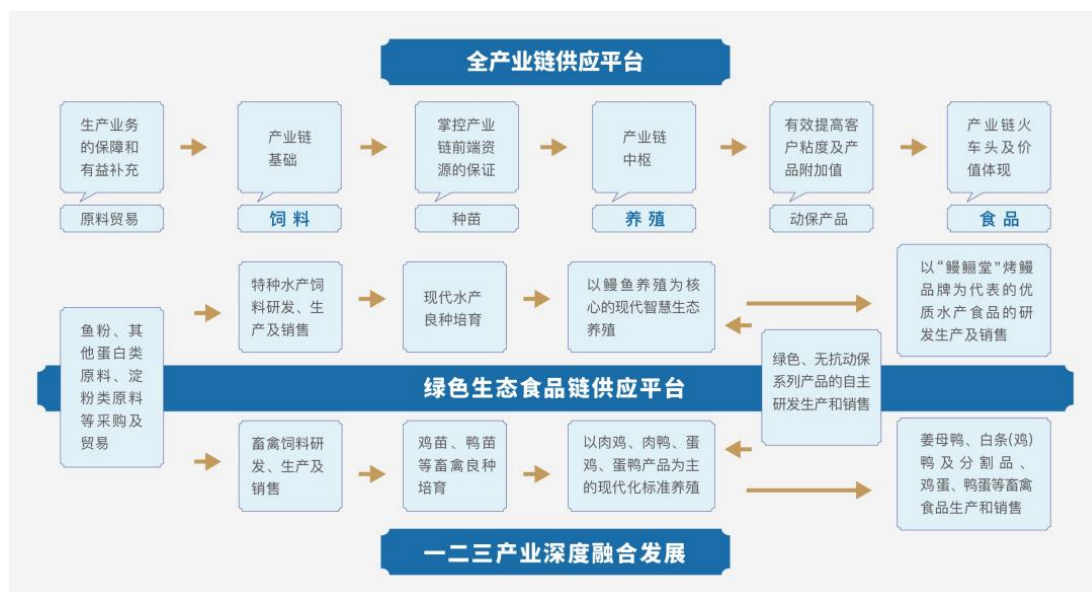 全产业链供应平台
生产业务
的保障和
有益补充
产业链
基础
掌控产业
链前端资
源的保证
产业链
中枢
有效提高客
户粘度及产
品附加值
产业链火
车头及价
值体现
原料贸易
饲料
种苗
养殖
动保产品
食品
鱼粉、其
他蛋白类
原料、淀
粉类原料
等采购及
贸易
特种水产饲
料研发、生
产及销售
现代水产
良种培育
以鳗鱼养殖为核
心的现代智慧生态
养殖
以“鳗鲡堂”烤鳗
品牌为代表的优
质水产食品的研
发生产及销售
绿色生态食品链供应平台
绿色、无抗动保
系列产品的自主
研发生产和销售
畜禽饲料研
发、生产及
销售
鸡苗、鸭苗
等畜禽良种
培育
以肉鸡、肉鸭、蛋
鸡、蛋鸭产品为主
的现代化标准养殖
姜母鸭、白条(鸡)
鸭及分割品、
鸡蛋、鸭蛋等畜禽
食品生产和销售
一二三产业深度融合发展